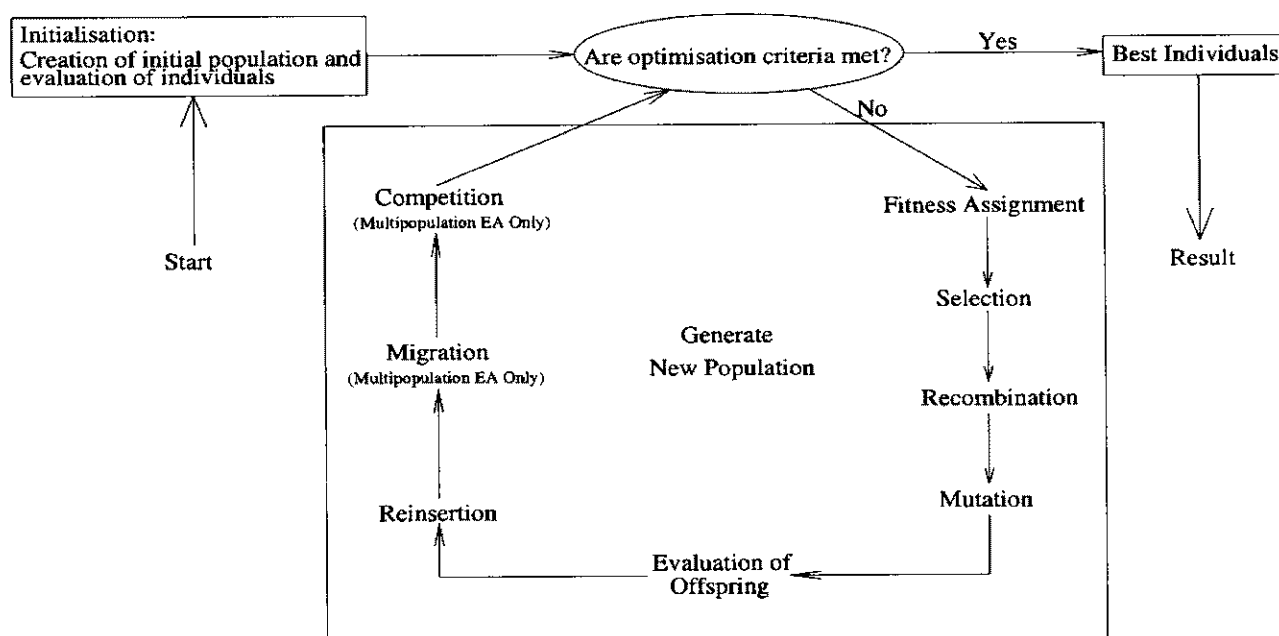 Initialisation:
Creation of initial population and
evaluation of individuals
Are optimisation criteria met?
Yes
Best Individuals
No
Start
Result
Competition
(Multipopulation EA Only)
Fitness Assignment
Selection
Generate
New Population
Migration
(Multipopulation EA Only)
Recombination
Mutation
Reinsertion
Evaluation of
Offspring